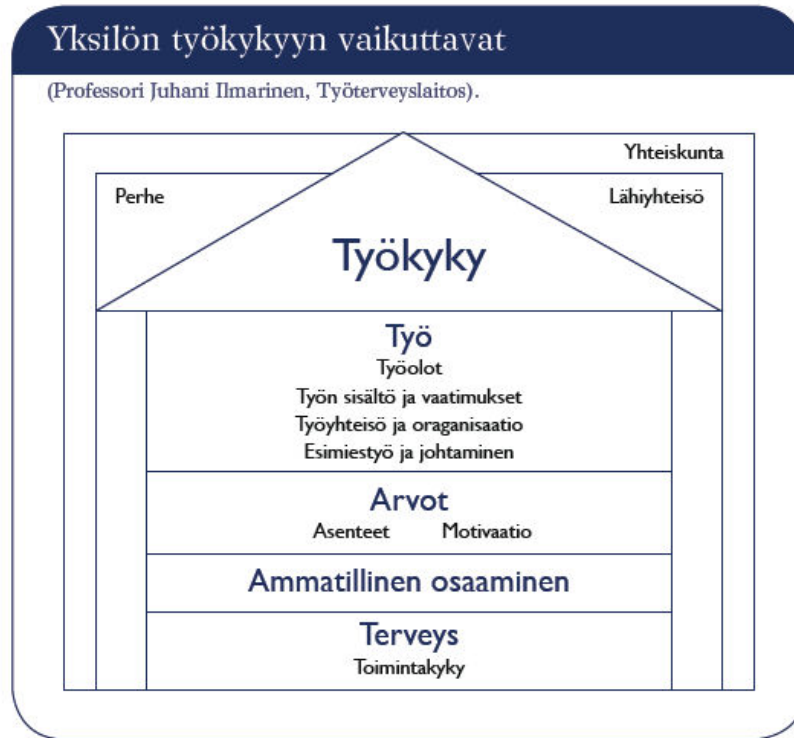 Yksilön työkykyyn vaikuttavat
(Professori Juhani Ilmarinen, Työterveyslaitos).
Yhteiskunta
Perhe
Lähiyhteisö
Työkyky
Työ
Työolot
Työn sisältö ja vaatimukset
Työyhteisö ja oraganisaatio
Esimiestyö ja johtaminen
Arvot
Asenteet Motivaatio
Ammatillinen osaaminen
Terveys
Toimintakyky